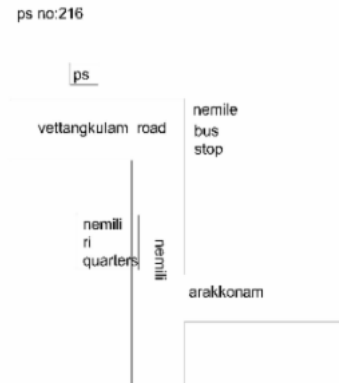 ps no:216
ps
vettangkulam road
nemile
bus
stop
nemili
ri
quarters
nemili
arakkonam